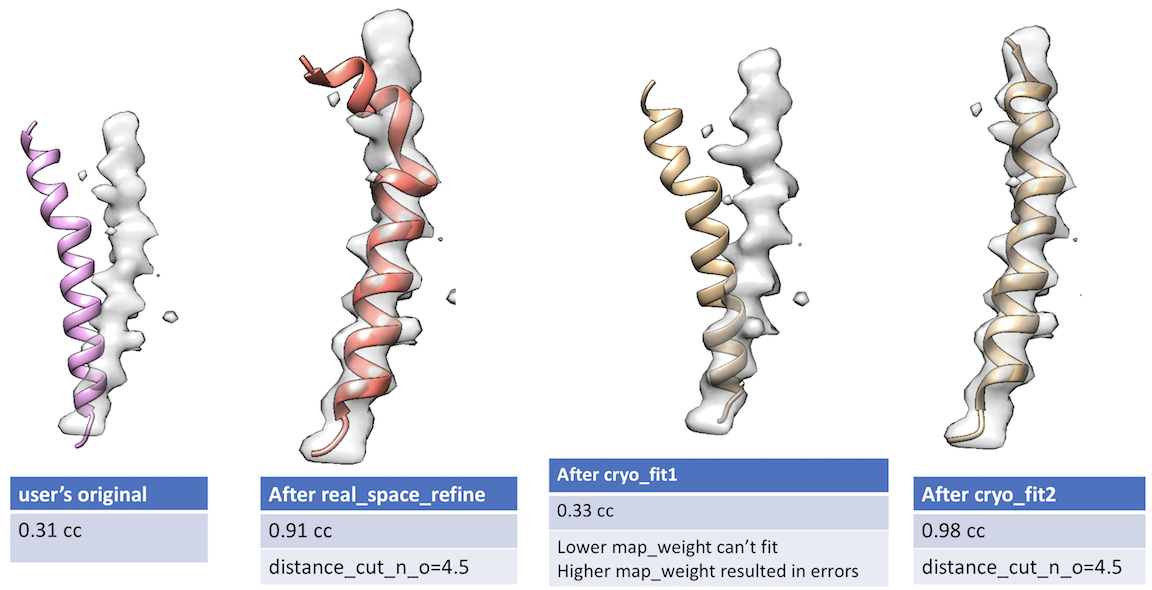 user's original
0.31 cc
After real_space_refine
0.91 cc
distance_cut_n_o=4.5
After cryo_fit1
0.33 cc
Lower map_weight can't fit
Higher map_weight resulted in errors
After cryo_fit2
0.98 cc
distance_cut_n_o=4.5